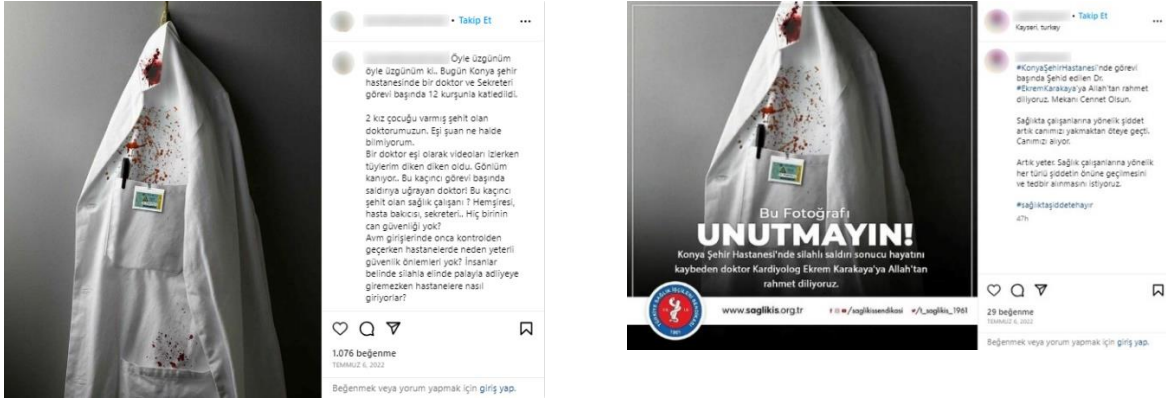 • Takip Et
Öyle üzgünüm
öyle üzgünüm ki.. Bugün Konya şehir
hastanesinde bir doktor ve Sekreteri
görevi başında 12 kurşunla katledildi.
2 kız çocuğu varmış şehit olan
doktorumuzun. Eşi şuan ne halde
bilmiyorum.
Bir doktor eşi olarak videoları izlerken
tüylerim diken diken oldu. Gönlüm
kanıyor.. Bu kaçıncı görevi başında
saldırıya uğrayan doktor! Bu kaçıncı
şehit olan sağlık çalışanı ? Hemşiresi,
hasta bakıcısı, sekreteri.. Hiç birinin
can güvenliği yok?
Avm girişlerinde onca kontrolden
geçerken hastanelerde neden yeterli
güvenlik önlemleri yok? İnsanlar
belinde silahla elinde palayla adliyeye
giremezken hastanelere nasıl
giriyorlar?
1.076 beğenme
TEMMUZ 6, 2022
Beğenmek veya yorum yapmak için giriş yap.
Bu Fotoğrafı
UNUTMAYIN!
Konya Şehir Hastanesi'nde silahlı saldırı sonucu hayatını
kaybeden doktor Kardiyolog Ekrem Karakaya'ya Allah'tan
rahmet diliyoruz.
www.saglikis.org.tr
/saglikissendikasi
/t_saglikis_1961
• Takip Et
Kayseri, turkey
#KonyaŞehirHastanesi'nde görevi
başında Şehid edilen Dr.
#EkremKarakaya'ya Allah'tan rahmet
diliyoruz. Mekanı Cennet Olsun.
Sağlıkta çalışanlarına yönelik şiddet
artık canımızı yakmaktan öteye geçti.
Canımızı alıyor.
Artık yeter. Sağlık çalışanlarına yönelik
her türlü şiddetin önüne geçilmesini
ve tedbir alınmasını istiyoruz.
#sağlıktaşiddetehayır
47h
29 beğenme
TEMMUZ 6, 2022
Beğenmek veya yorum yapmak için giriş yap.